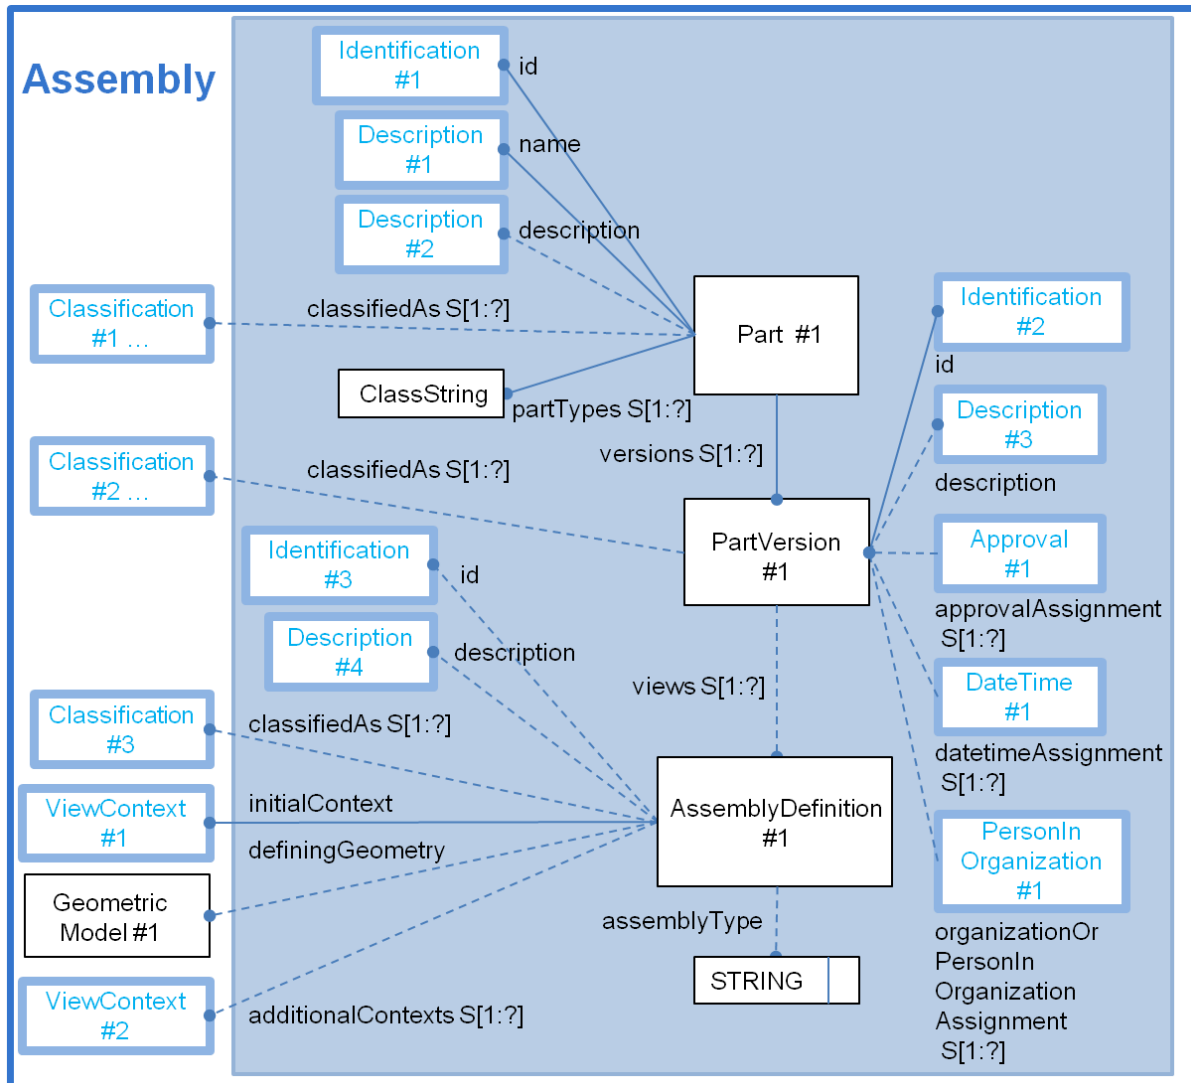 Assembly
Identification
#1
id
Description
#1
name
Description
#2
description
Classification
#1 ...
classifiedAs S[1:?]
Part #1
Identification
#2
id
ClassString
partTypes S[1:?]
Description
#3
description
Classification
#2 ...
classifiedAs S[1:?]
versions S[1:?]
PartVersion
#1
Approval
#1
approvalAssignment
S[1:?]
Identification
#3
id
Description
#4
description
views S[1:?]
DateTime
#1
datetimeAssignment
S[1:?]
Classification
#3
classifiedAs S[1:?]
ViewContext
#1
initialContext
definingGeometry
AssemblyDefinition
#1
PersonIn
Organization
#1
Geometric
Model #1
assemblyType
organizationOr
PersonIn
Organization
Assignment
S[1:?]
STRING
ViewContext
#2
additionalContexts S[1:?]